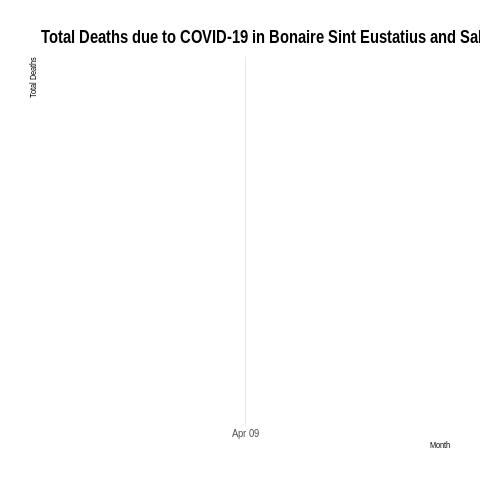 Total Deaths due to COVID-19 in Bonaire Sint Eustatius and Sal
Total Deaths
Apr 09
Month